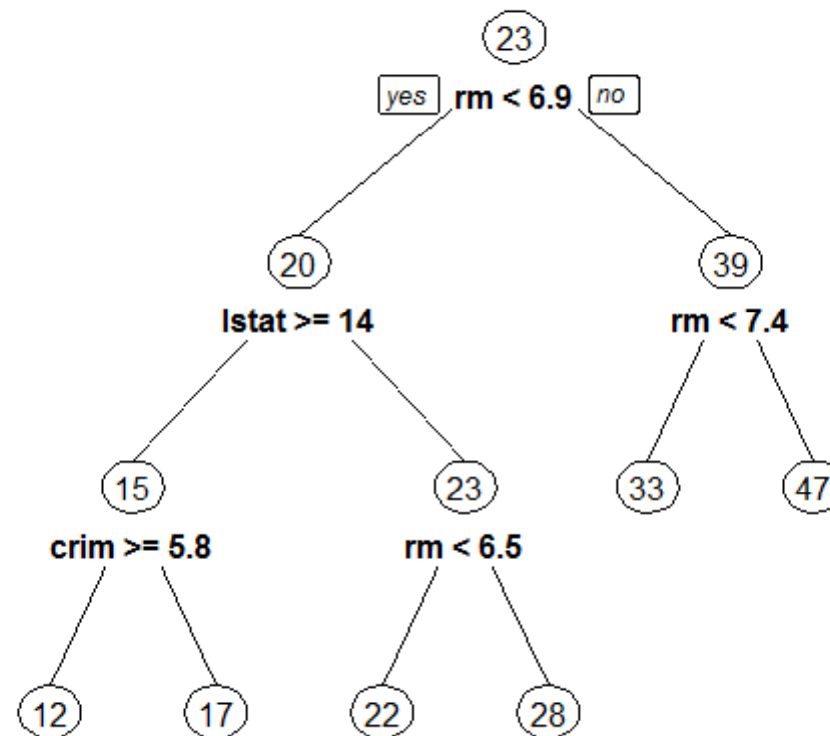 23
yes rm < 6.9 no
20 39
lstat >= 14 rm < 7.4
15 23 33 47
crim >= 5.8 rm < 6.5
12 17 22 28